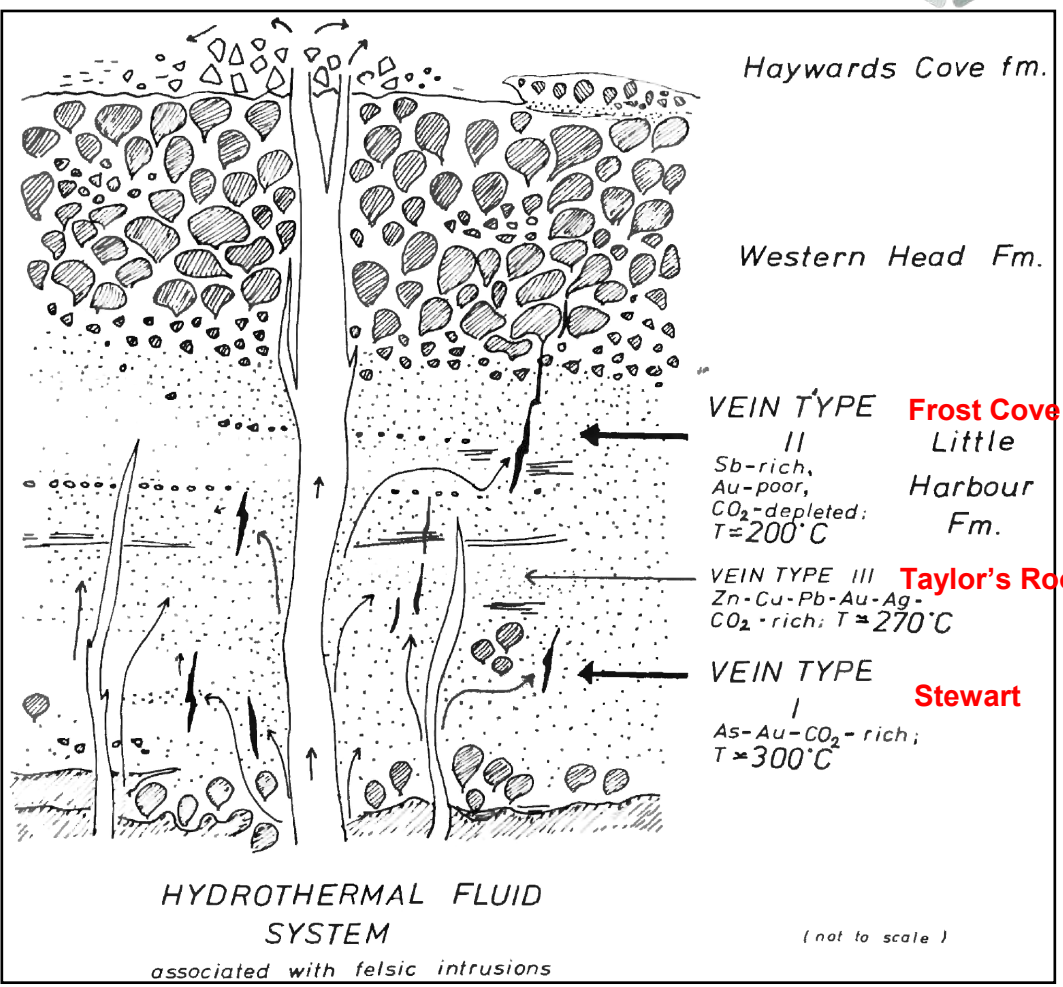 Haywards Cove fm.
Western Head Fm.
VEIN TYPE Frost Cove
II Little
Sb-rich,
Au-poor, Harbour
CO₂-depleted; Fm.
T≃200°C
VEIN TYPE III Taylor's
Zn-Cu-Pb-Au-Ag-
CO₂-rich; T≃270°C
VEIN TYPE
I Stewart
As-Au-CO₂-rich;
T≃300°C
HYDROTHERMAL FLUID
SYSTEM
(not to scale)
associated with felsic intrusions